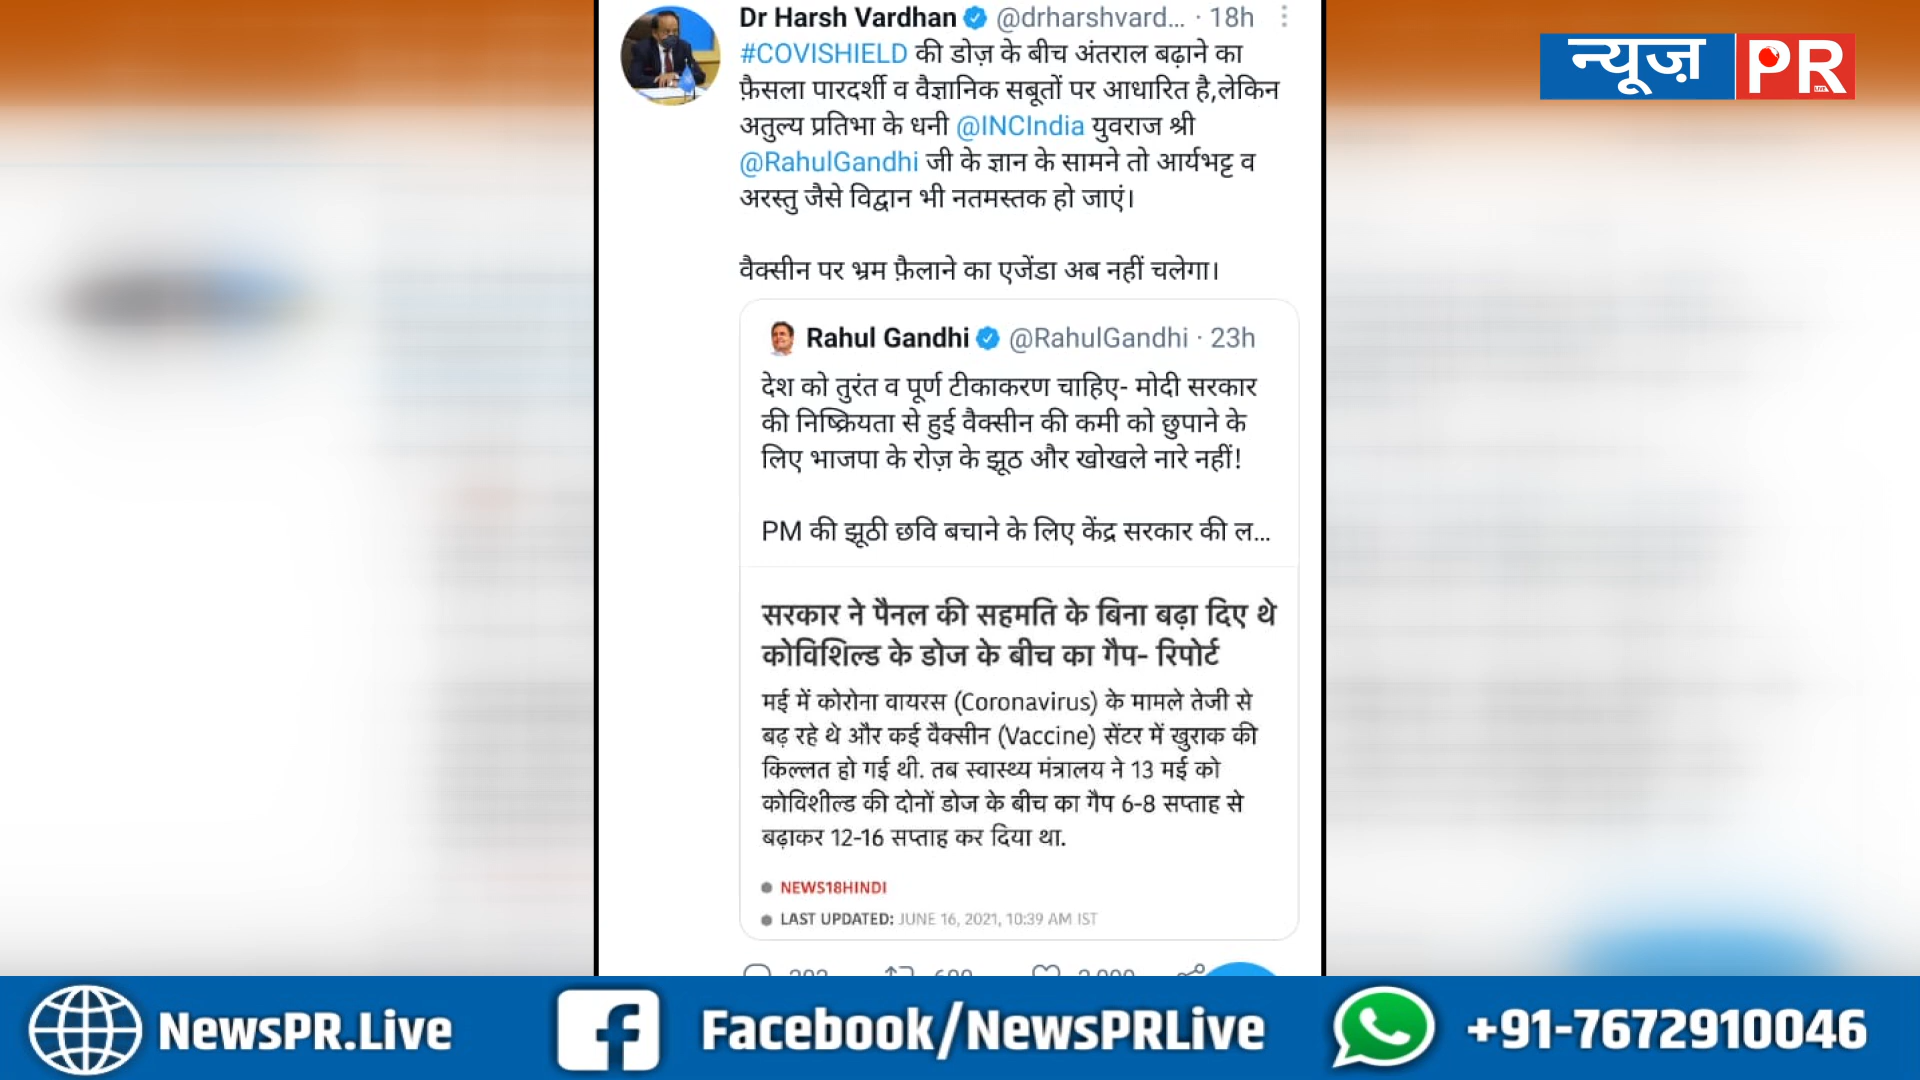 Dr Harsh Vardhan @drharshvard... · 18h
#COVISHIELD की डोज़ के बीच अंतराल बढ़ाने का
फ़ैसला पारदर्शी व वैज्ञानिक सबूतों पर आधारित है,लेकिन
अतुल्य प्रतिभा के धनी @INCIndia युवराज श्री
@RahulGandhi जी के ज्ञान के सामने तो आर्यभट्ट व
अरस्तु जैसे विद्वान भी नतमस्तक हो जाएं।
वैक्सीन पर भ्रम फ़ैलाने का एजेंडा अब नहीं चलेगा।
Rahul Gandhi @RahulGandhi · 23h
देश को तुरंत व पूर्ण टीकाकरण चाहिए- मोदी सरकार
की निष्क्रियता से हुई वैक्सीन की कमी को छुपाने के
लिए भाजपा के रोज़ के झूठ और खोखले नारे नहीं!
PM की झूठी छवि बचाने के लिए केंद्र सरकार की ल...
सरकार ने पैनल की सहमति के बिना बढ़ा दिए थे
कोविशिल्ड के डोज के बीच का गैप- रिपोर्ट
मई में कोरोना वायरस (Coronavirus) के मामले तेजी से
बढ़ रहे थे और कई वैक्सीन (Vaccine) सेंटर में खुराक की
किल्लत हो गई थी. तब स्वास्थ्य मंत्रालय ने 13 मई को
कोविशील्ड की दोनों डोज के बीच का गैप 6-8 सप्ताह से
बढ़ाकर 12-16 सप्ताह कर दिया था.
NEWS18HINDI
LAST UPDATED: JUNE 16, 2021, 10:39 AM IST
न्यूज़ PR
NewsPR.Live
Facebook/NewsPRLive
+91-7672910046